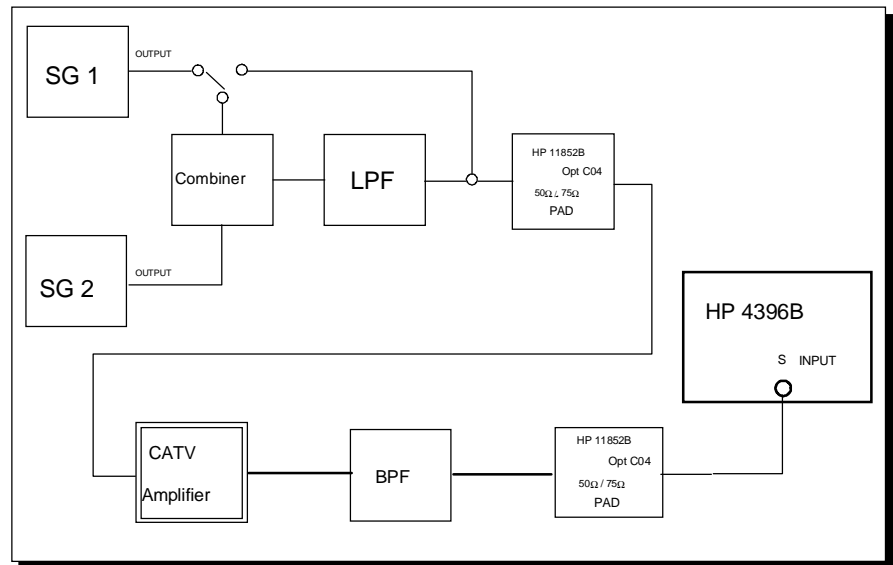 SG 1
OUTPUT
Combiner
LPF
HP 11852B
Opt C04
50Ω / 75Ω
PAD
SG 2
OUTPUT
HP 4396B
S INPUT
CATV
Amplifier
BPF
HP 11852B
Opt C04
50Ω / 75Ω
PAD